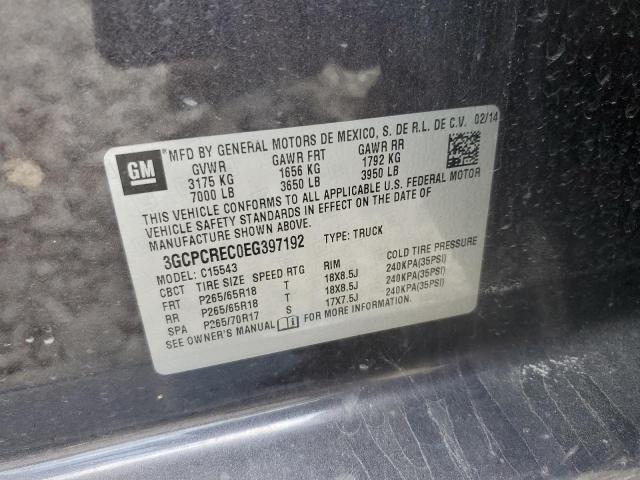 GM
*MFD BY GENERAL MOTORS DE MEXICO, S. DE R.L. DE C.V. 02/14
GVWR GAWR FRT GAWR RR
3175 KG 1656 KG 1792 KG
7000 LB 3650 LB 3950 LB
THIS VEHICLE CONFORMS TO ALL APPLICABLE U.S. FEDERAL MOTOR
VEHICLE SAFETY STANDARDS IN EFFECT ON THE DATE OF
MANUFACTURE SHOWN ABOVE.
3GCPCREC0EG397192 TYPE: TRUCK
MODEL: C15543
CBCT TIRE SIZE SPEED RTG RIM COLD TIRE PRESSURE
FRT P265/65R18 T 18X8.5J 240KPA(35PSI)
RR P265/65R18 T 18X8.5J 240KPA(35PSI)
SPA P265/70R17 S 17X7.5J 240KPA(35PSI)
SEE OWNER'S MANUAL FOR MORE INFORMATION.